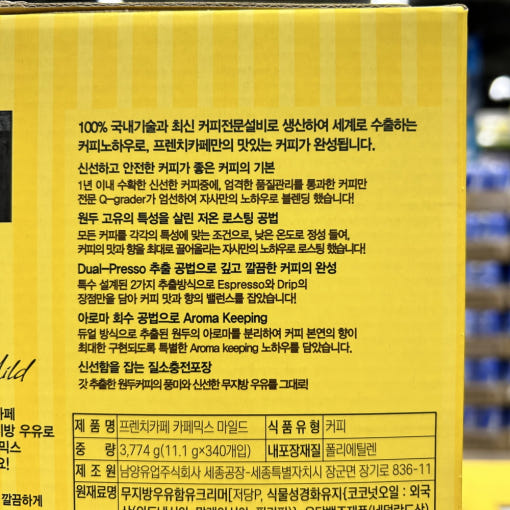 100% 국내기술과 최신 커피전문설비로 생산하여 세계로 수출하는
커피노하우로, 프렌치카페만의 맛있는 커피가 완성됩니다.
신선하고 안전한 커피가 좋은 커피의 기본
1년 이내 수확한 신선한 커피중에, 엄격한 품질관리를 통과한 커피만
전문 Q-grader가 엄선하여 자사만의 노하우로 블렌딩 했습니다!
원두 고유의 특성을 살린 저온 로스팅 공법
모든 커피를 각각의 특성에 맞는 조건으로, 낮은 온도로 정성 들여,
커피의 맛과 향을 최대로 끌어올리는 자사만의 노하우로 로스팅 했습니다!
Dual-Presso 추출 공법으로 깊고 깔끔한 커피의 완성
특수 설계된 2가지 추출방식으로 Espresso와 Drip의
장점만을 담아 커피 맛과 향의 밸런스를 잡았습니다!
아로마 회수 공법으로 Aroma Keeping
듀얼 방식으로 추출된 원두의 아로마를 분리하여 커피 본연의 향이
최대한 구현되도록 특별한 Aroma keeping 노하우를 담았습니다.
신선함을 잡는 질소충전포장
갓 추출한 원두커피의 풍미와 신선한 무지방 우유를 그대로!
ild
카페
지방 우유로
믹스
요!
깔끔하게
제 품 명 프렌치카페 카페믹스 마일드 식 품 유 형 커피
중 량 3,774 g(11.1 g×340개입) 내포장재질 폴리에틸렌
제 조 원 남양유업주식회사 세종공장-세종특별자치시 장군면 장기로 836-11
원재료명 무지방우유함유크리머[저당P, 식물성경화유지{코코넛오일 : 외국